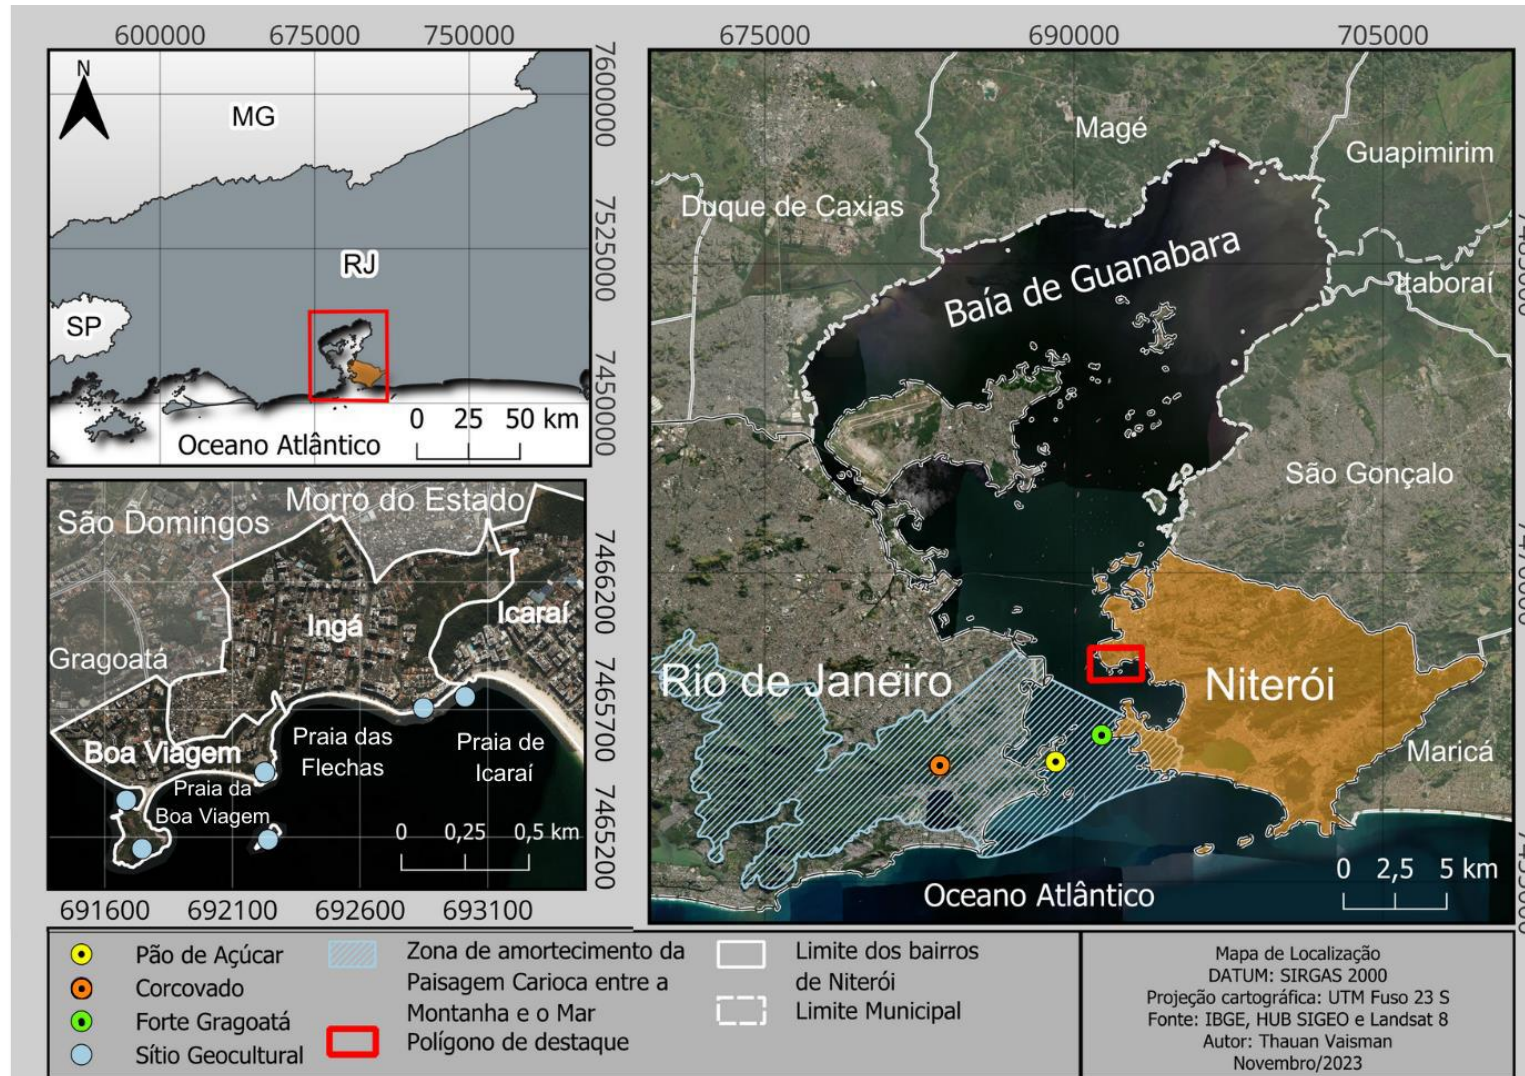 600000 675000 750000
7600000
7525000
7450000
N
MG
RJ
SP
0 25 50 km
Oceano Atlântico
675000 690000 705000
Magé
Guapimirim
Duque de Caxias
Baía de Guanabara
Itaboraí
São Gonçalo
Rio de Janeiro
Niterói
Maricá
0 2,5 5 km
Oceano Atlântico
Morro do Estado
São Domingos
Icaraí
Ingá
Gragoatá
Boa Viagem
Praia das
Flechas
Praia de
Icaraí
Praia da
Boa Viagem
0 0,25 0,5 km
7466200
7465700
7465200
691600 692100 692600 693100
Pão de Açúcar
Corcovado
Forte Gragoatá
Sítio Geocultural
Zona de amortecimento da
Paisagem Carioca entre a
Montanha e o Mar
Polígono de destaque
Limite dos bairros
de Niterói
Limite Municipal
Mapa de Localização
DATUM: SIRGAS 2000
Projeção cartográfica: UTM Fuso 23 S
Fonte: IBGE, HUB SIGEO e Landsat 8
Autor: Thauan Vaisman
Novembro/2023